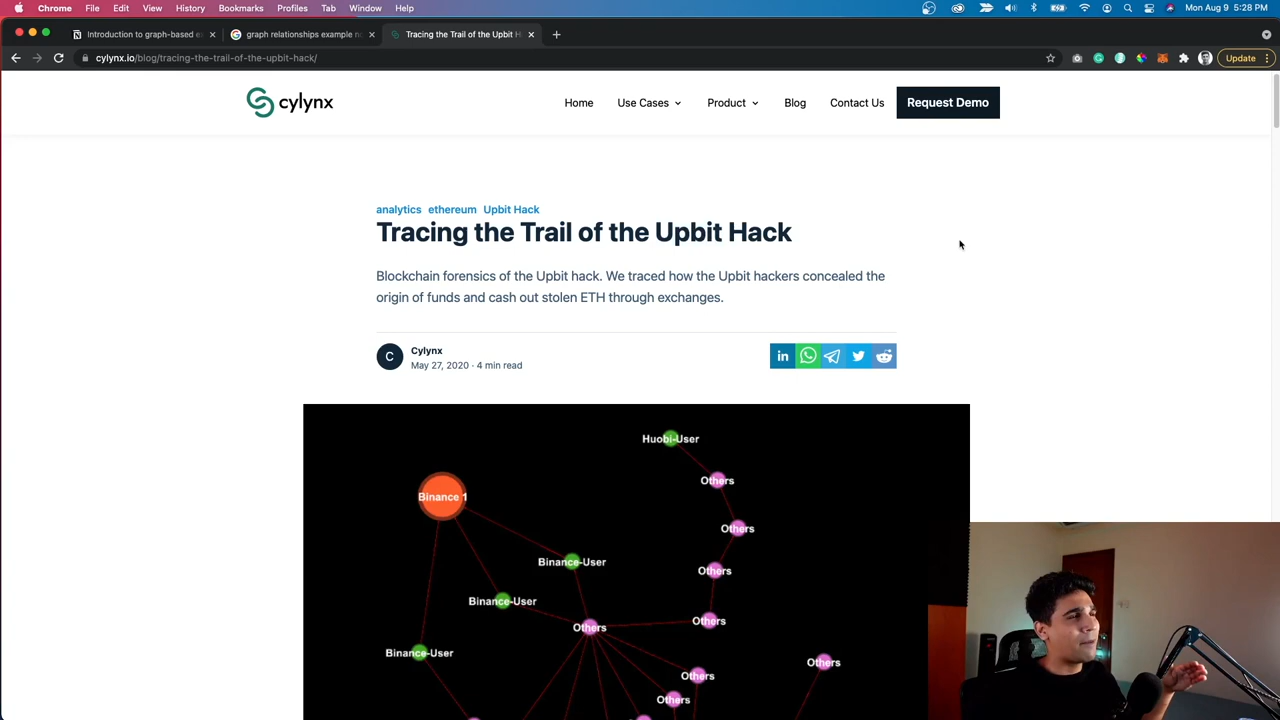 Chrome File Edit View History Bookmarks Profiles Tab Window Help Mon Aug 9 5:28 PM
Introduction to graph-based e
graph relationships example n
Tracing the Trail of the Upbit H
cylynx.io/blog/tracing-the-trail-of-the-upbit-hack/
Update
cylynx
Home Use Cases Product Blog Contact Us Request Demo
analytics ethereum Upbit Hack
Tracing the Trail of the Upbit Hack
Blockchain forensics of the Upbit hack. We traced how the Upbit hackers concealed the
origin of funds and cash out stolen ETH through exchanges.
C
Cylynx
May 27, 2020 · 4 min read
in
Huobi-User
Others
Binance 1
Others
Binance-User
Others
Binance-User
Others
Others
Binance-User
Others
Others
Others